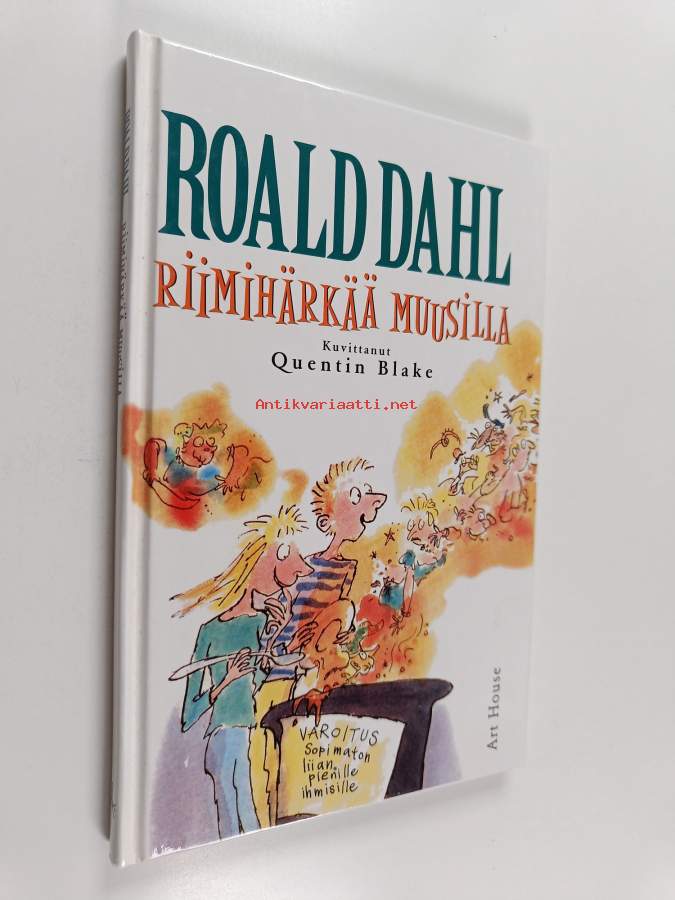 ROALD DAHL
RIIMIHÄRKÄÄ MUUSILLA
Kuvittanut
Quentin Blake
Antikvariaatti.net
VAROITUS
Sopimaton
liian
pienille
ihmisille
Art House